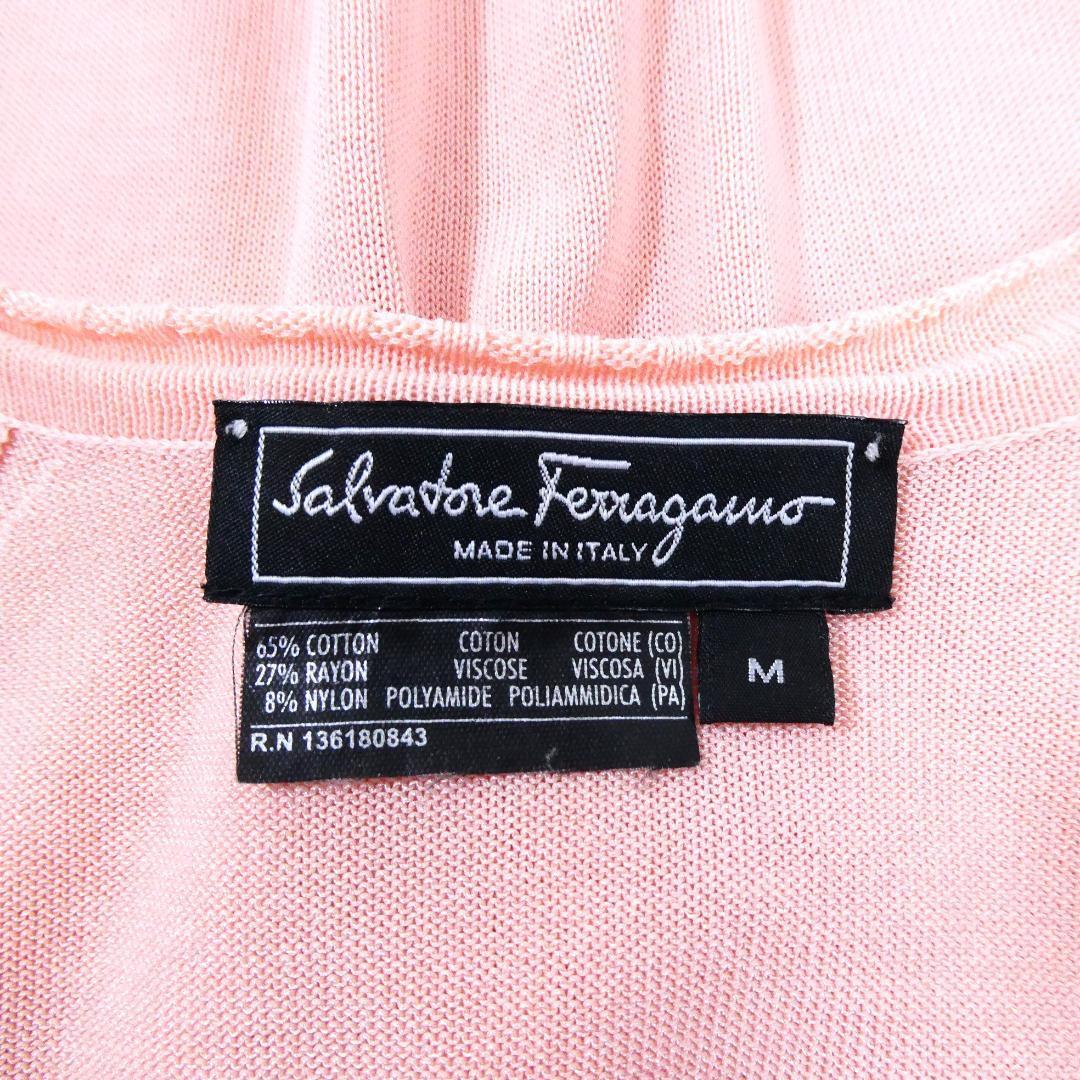 Salvatore Ferragamo
MADE IN ITALY
65% COTTON COTON COTONE (CO)
27% RAYON VISCOSE VISCOSA (VI)
8% NYLON POLYAMIDE POLIAMMIDICA (PA)
R.N 136180843
M